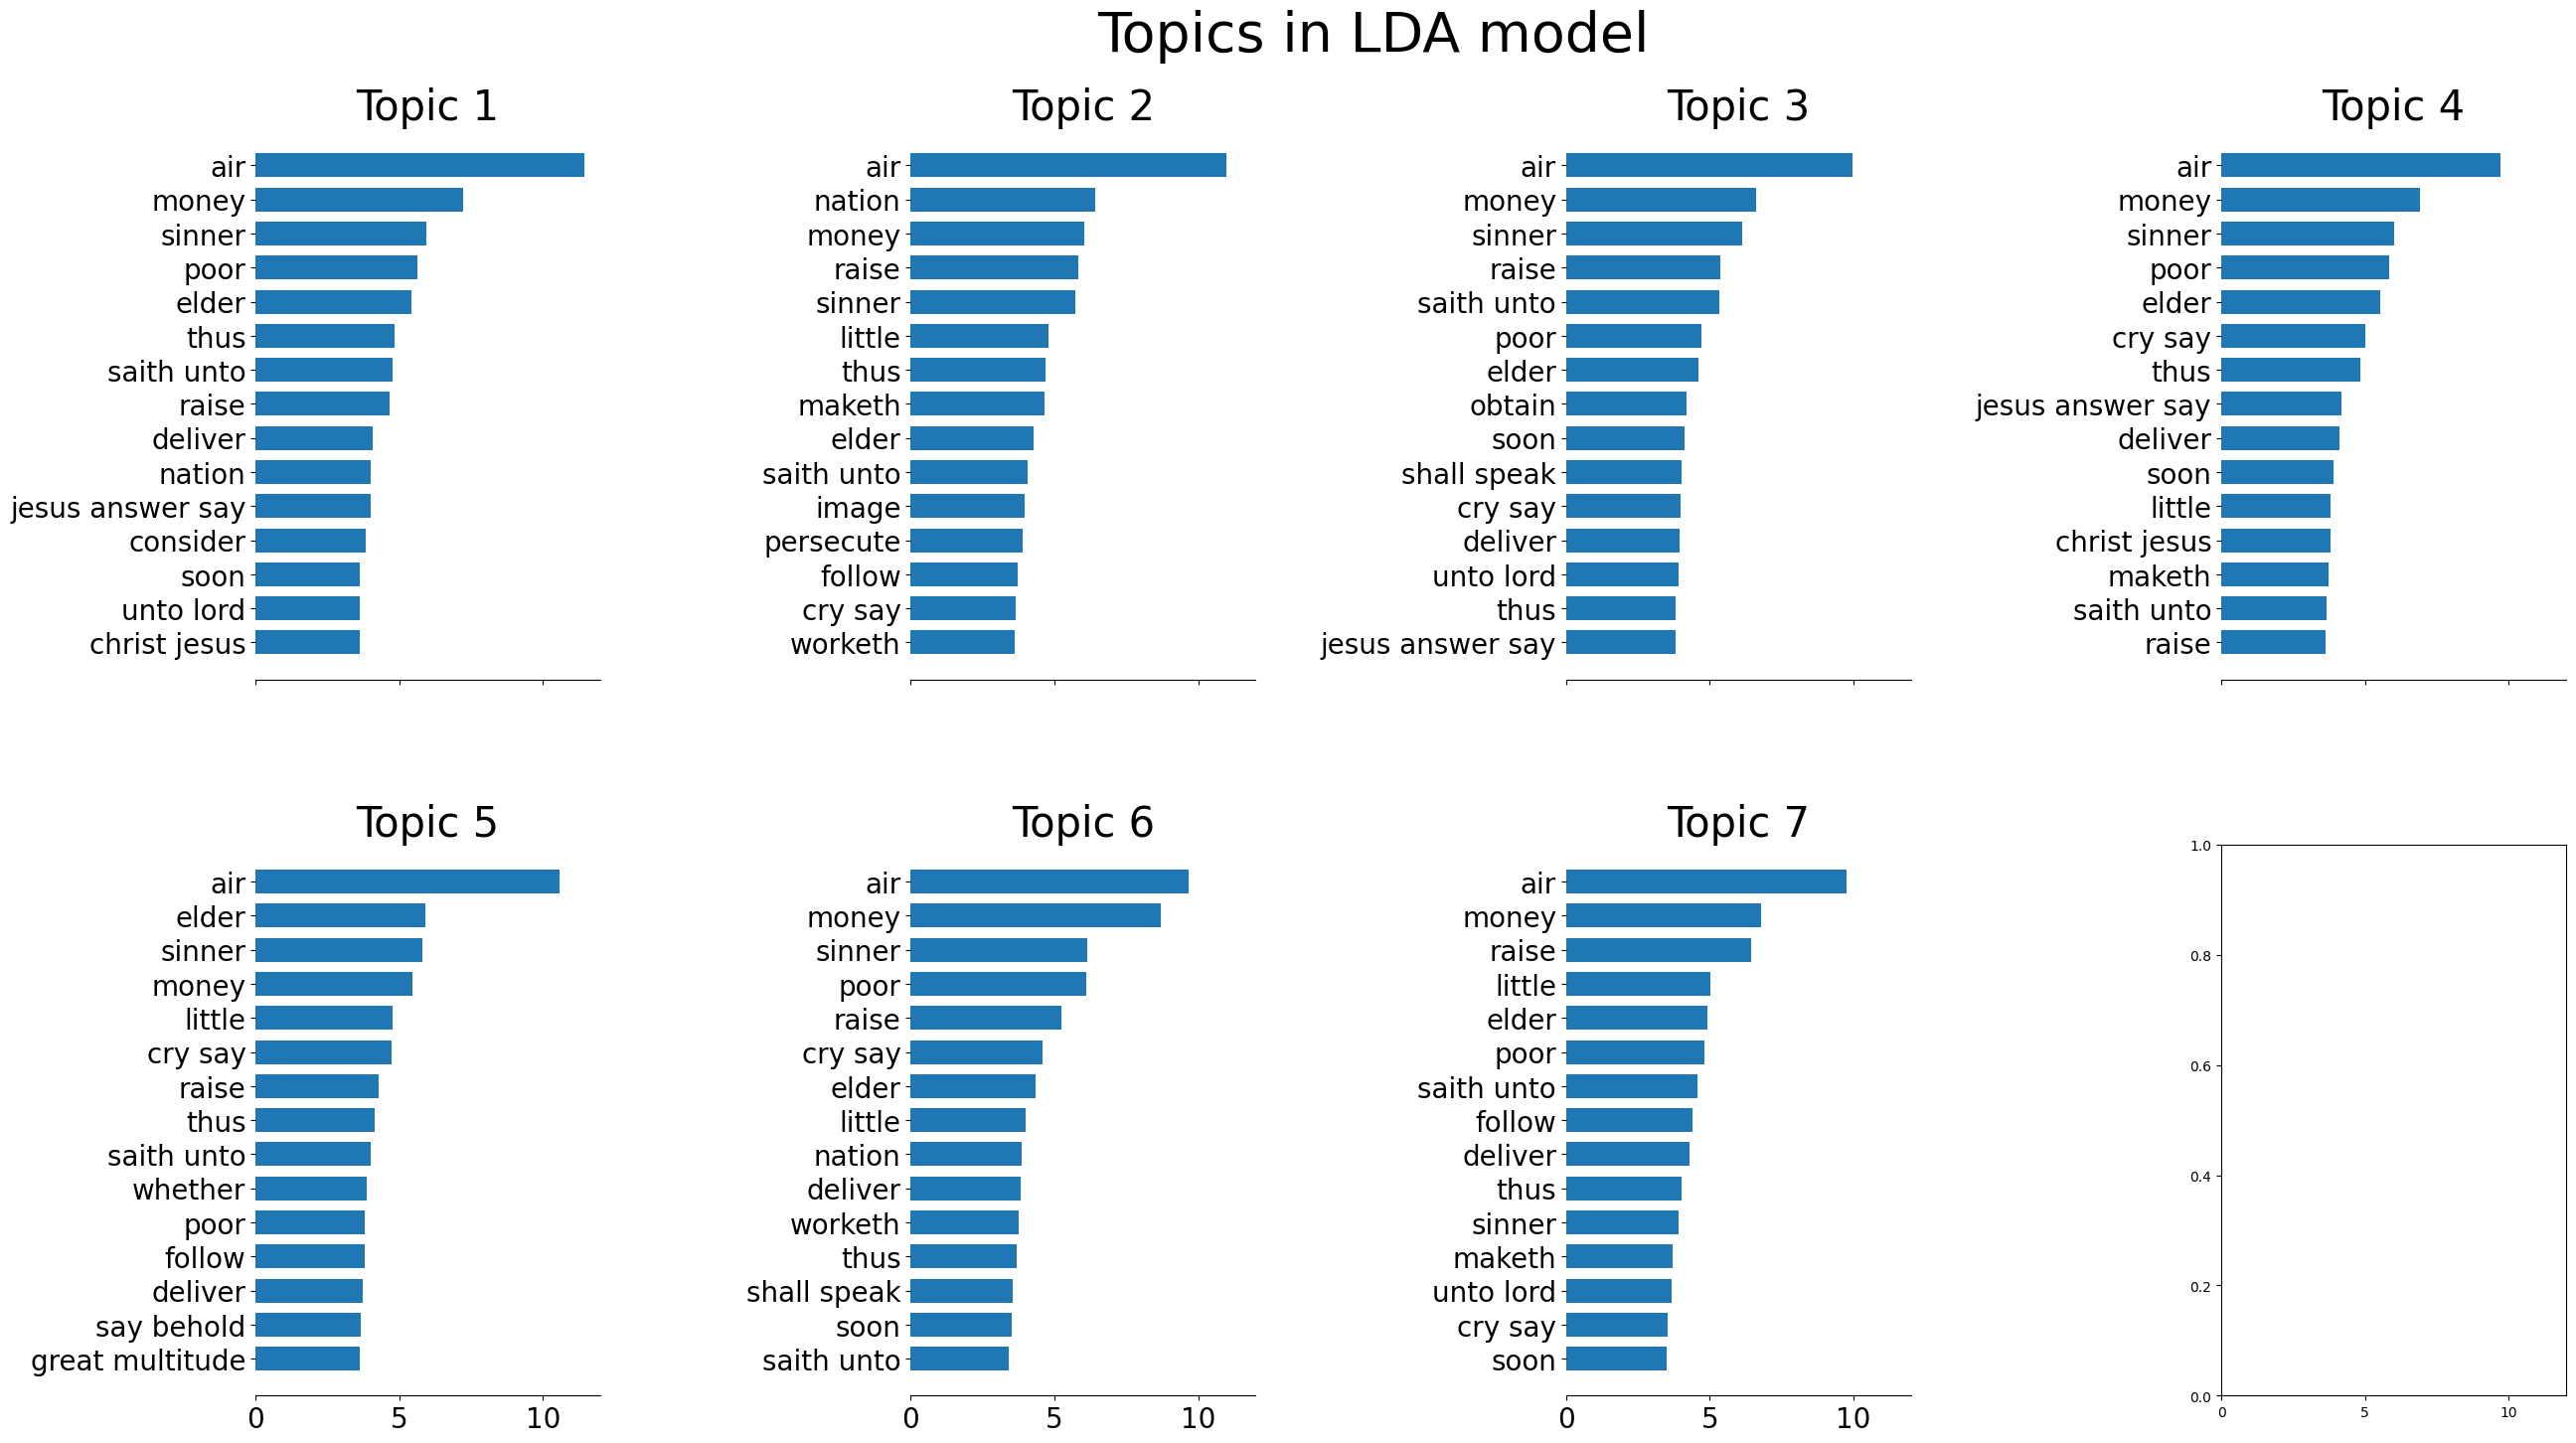 Topics in LDA model
Topic 1
air
money
sinner
poor
elder
thus
saith unto
raise
deliver
nation
jesus answer say
consider
soon
unto lord
christ jesus
Topic 2
air
nation
money
raise
sinner
little
thus
maketh
elder
saith unto
image
persecute
follow
cry say
worketh
Topic 3
air
money
sinner
raise
saith unto
poor
elder
obtain
soon
shall speak
cry say
deliver
unto lord
thus
jesus answer say
Topic 4
air
money
sinner
poor
elder
cry say
thus
jesus answer say
deliver
soon
little
christ jesus
maketh
saith unto
raise
Topic 5
air
elder
sinner
money
little
cry say
raise
thus
saith unto
whether
poor
follow
deliver
say behold
great multitude
0 5 10
Topic 6
air
money
sinner
poor
raise
cry say
elder
little
nation
deliver
worketh
thus
shall speak
soon
saith unto
0 5 10
Topic 7
air
money
raise
little
elder
poor
saith unto
follow
deliver
thus
sinner
maketh
unto lord
cry say
soon
0 5 10
1.0
0.8
0.6
0.4
0.2
0.0
0 5 10